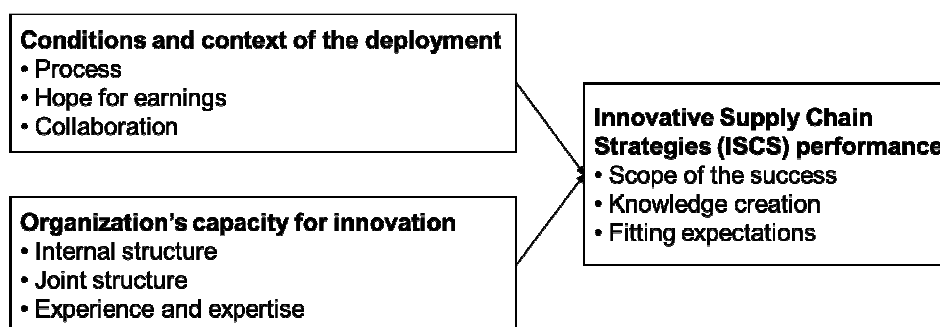 Conditions and context of the deployment
• Process
• Hope for earnings
• Collaboration
Organization's capacity for innovation
• Internal structure
• Joint structure
• Experience and expertise
Innovative Supply Chain
Strategies (ISCS) performance
• Scope of the success
• Knowledge creation
• Fitting expectations